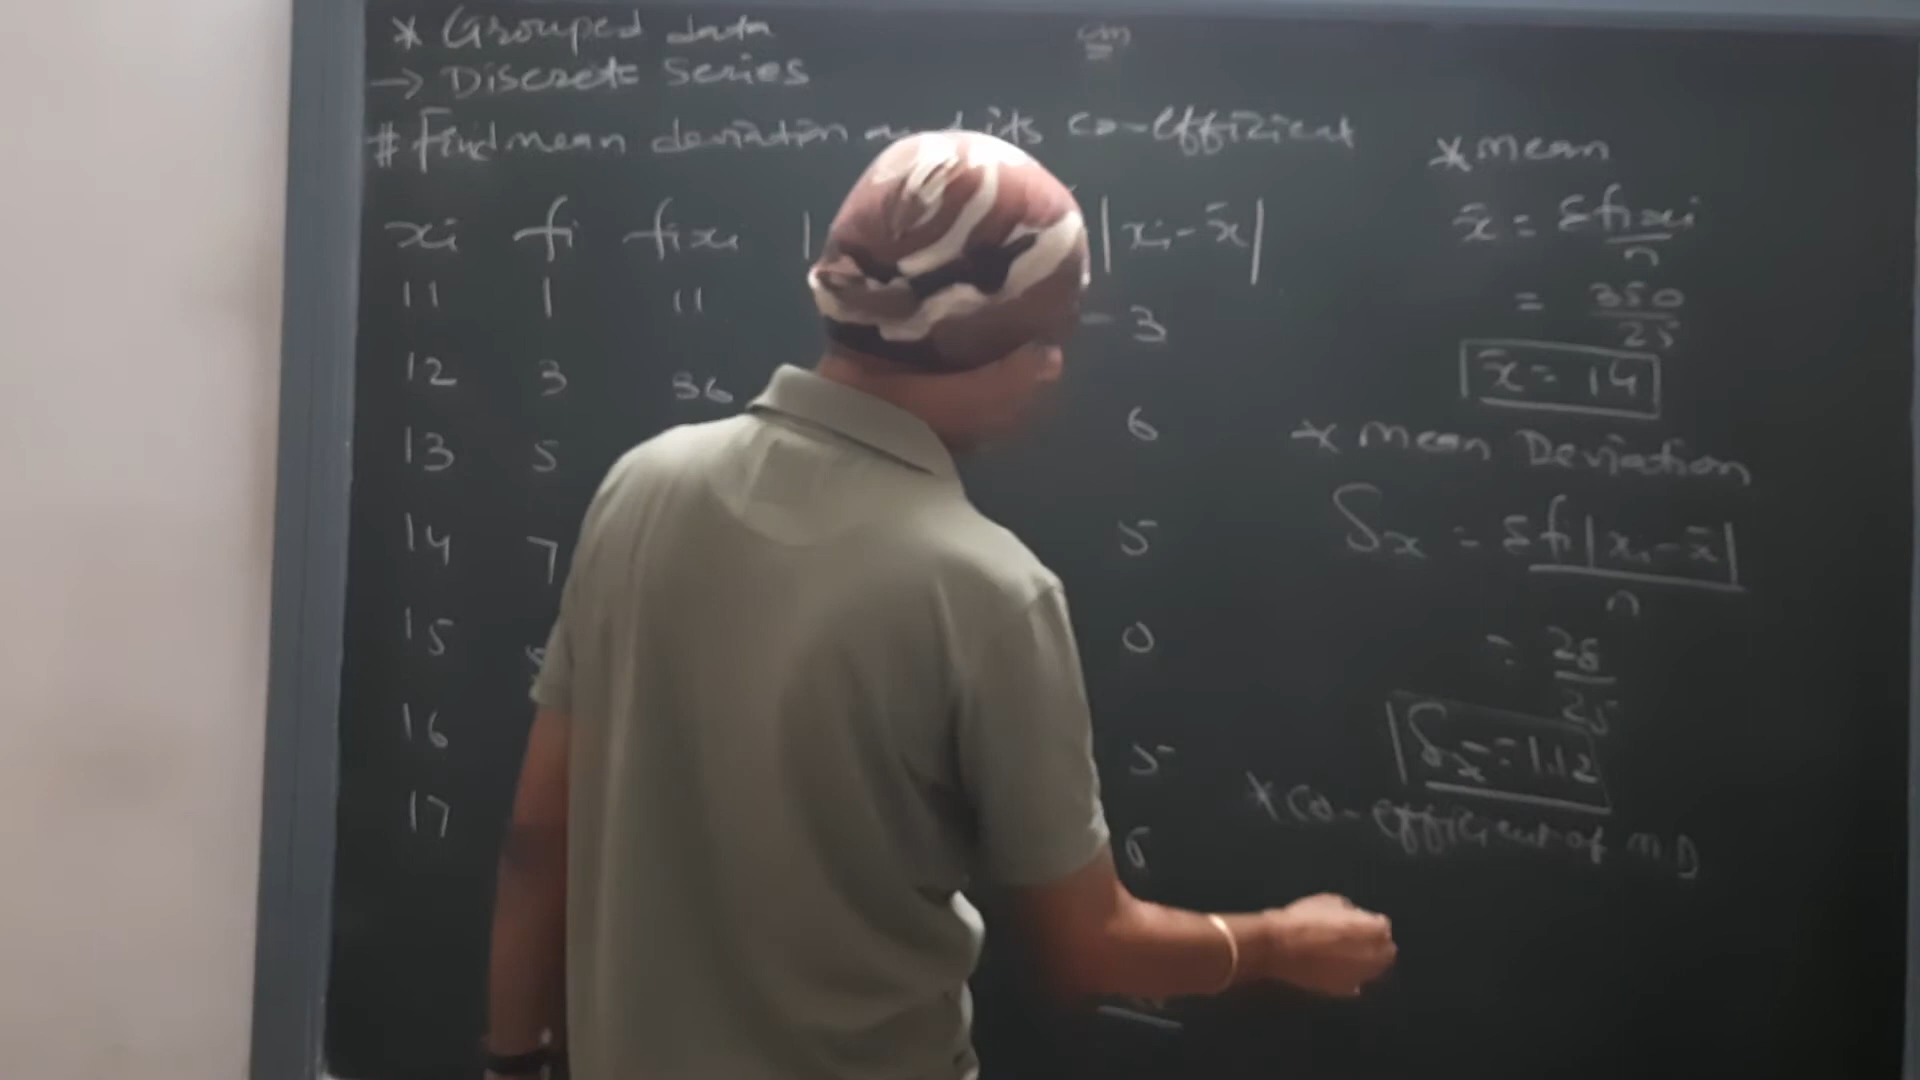 * Grouped data
cm
→ Discrete Series
# Find mean deviation its co-efficient
xi fi fixi | |xi-x̄|
11 1 11 3
12 3 36 6
13 5 5
14 7 0
15 5
16 6
17
* mean
x̄ = Σfixi/n
= 350/25
x̄ = 14
* Mean Deviation
δx = Σfi|xi-x̄|/n
= 28/25
δx̄ = 1.12
* Co-efficient of M.D